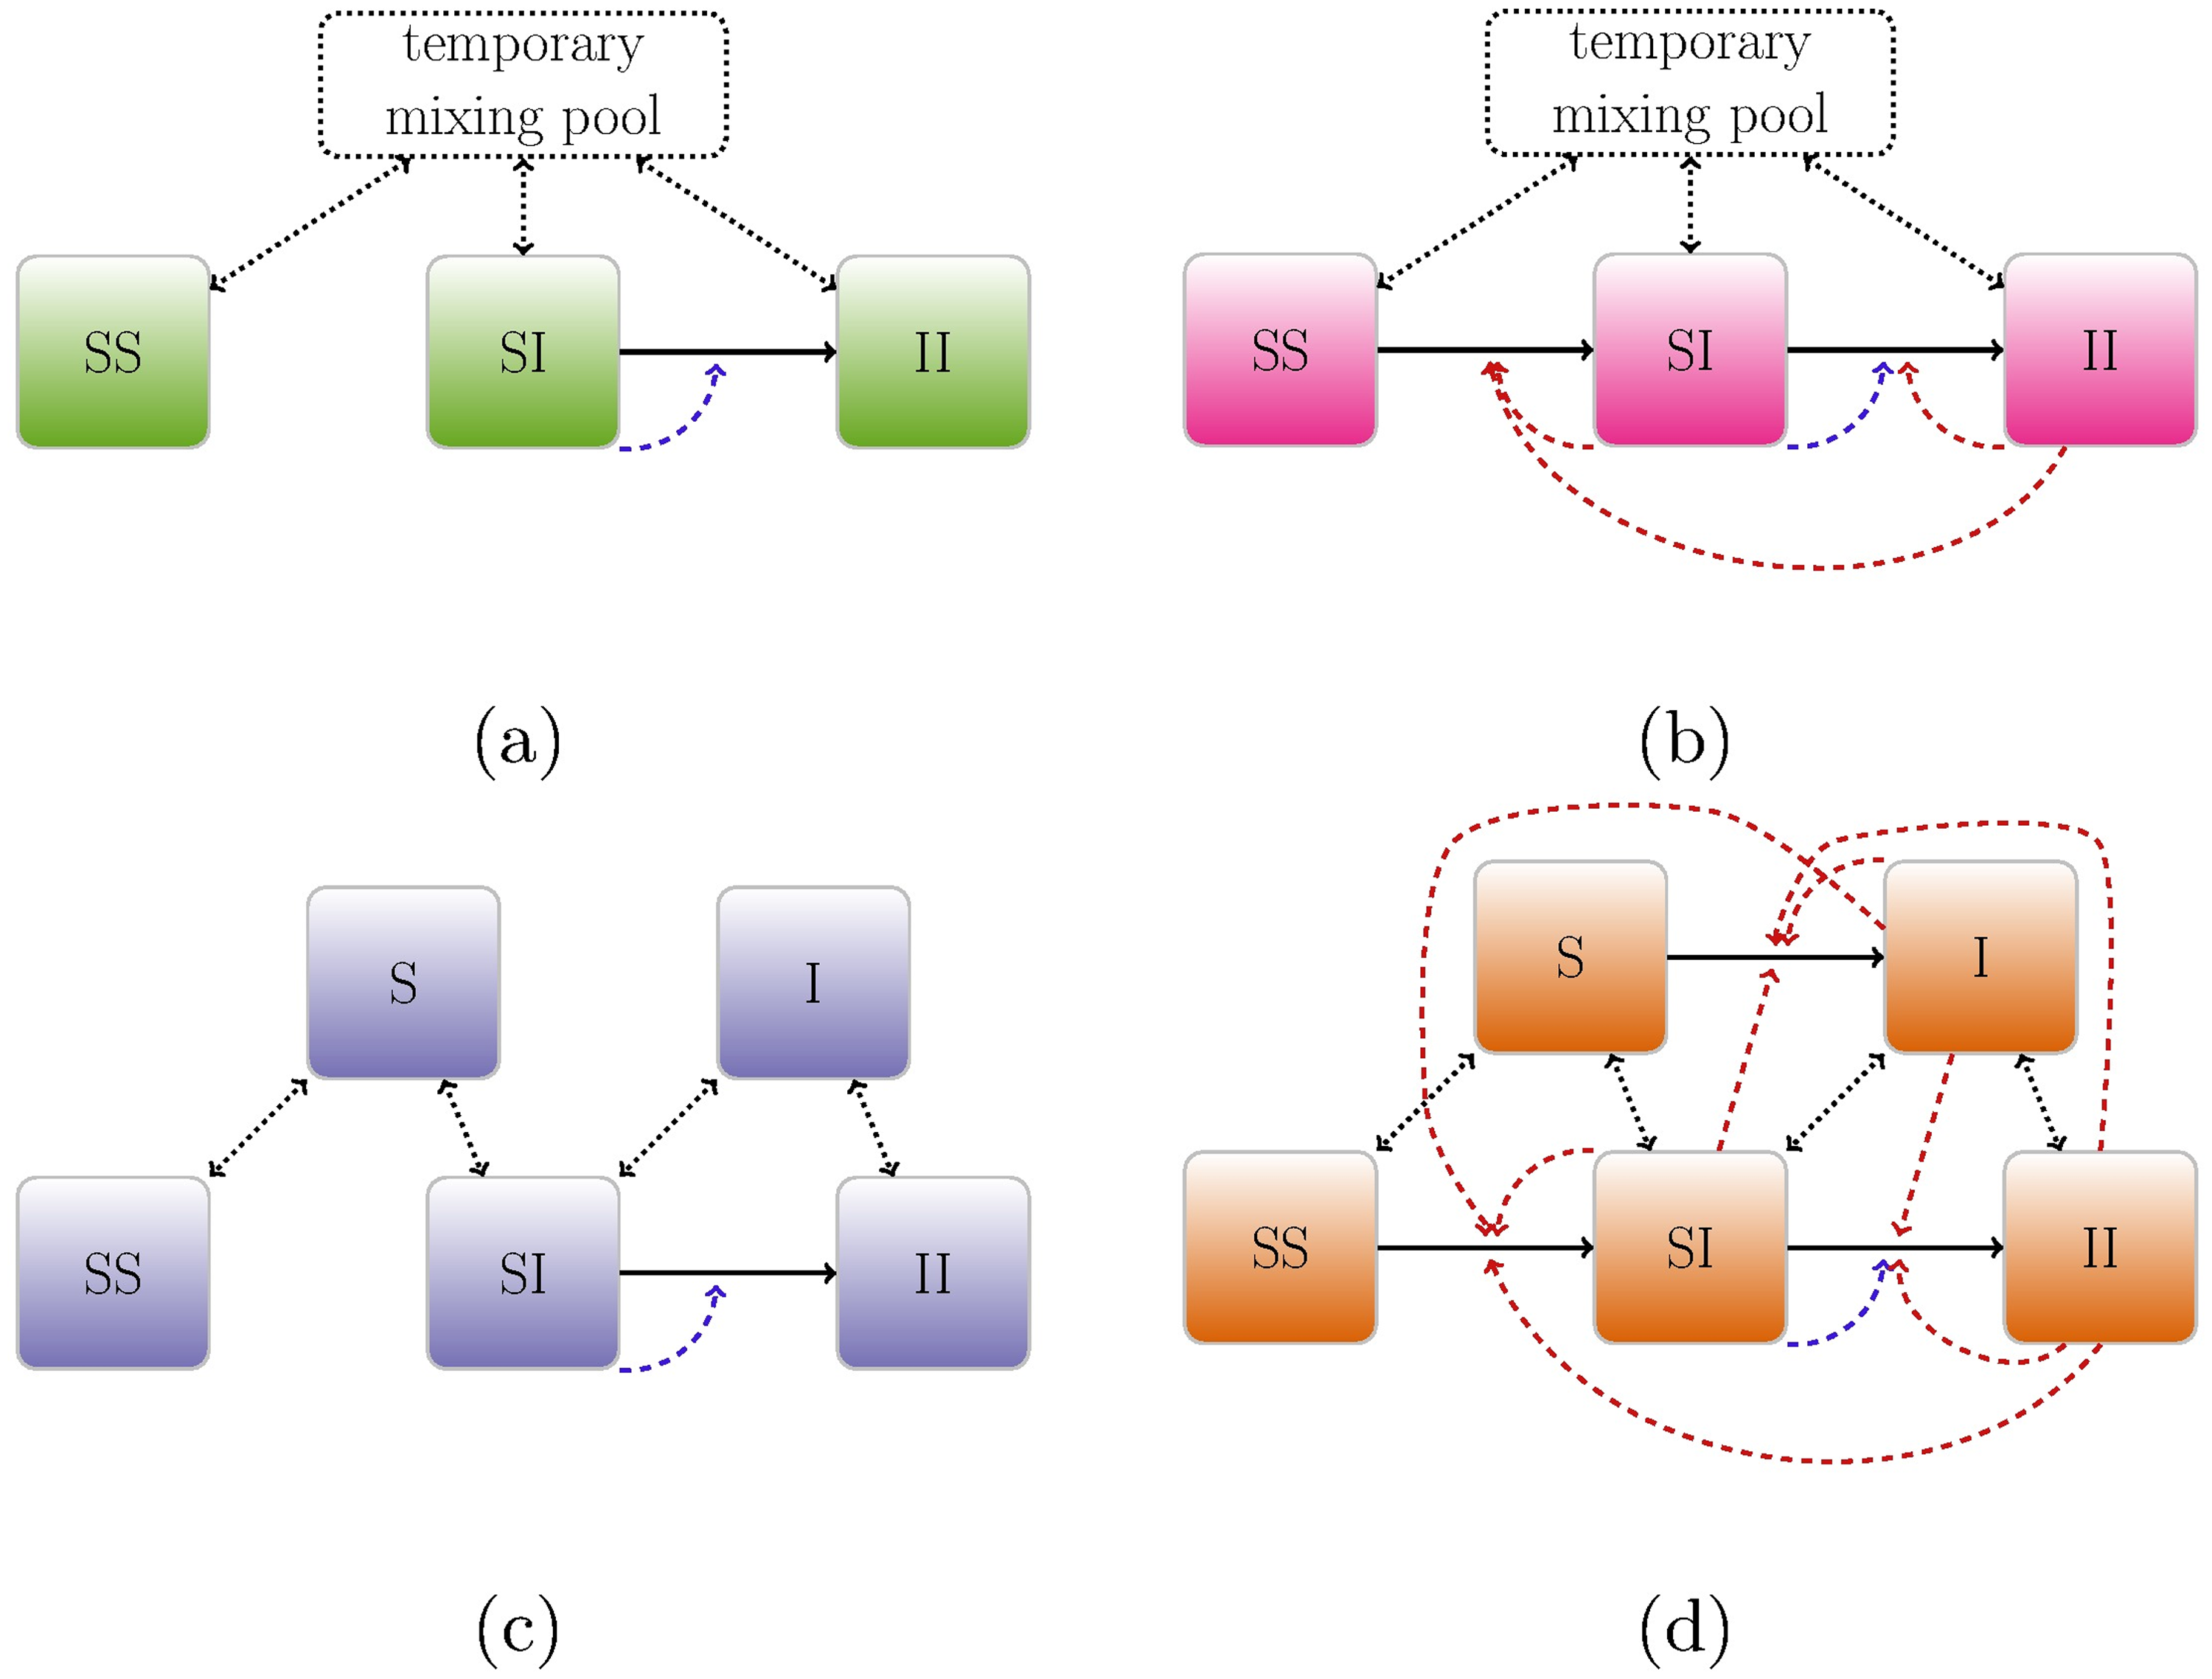 temporary
mixing pool
SS
SI
II
(a)
temporary
mixing pool
SS
SI
II
(b)
S
I
SS
SI
II
(c)
S
I
SS
SI
II
(d)